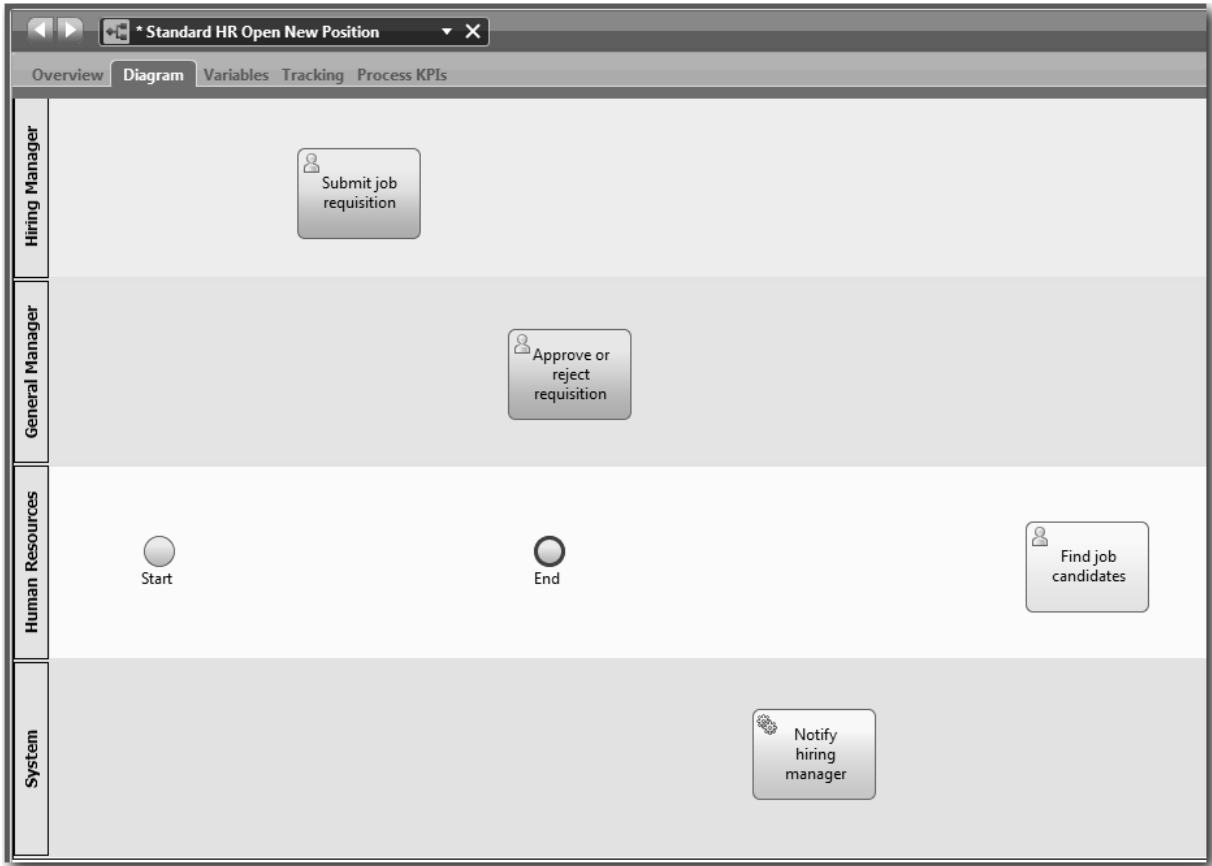 * Standard HR Open New Position
Overview Diagram Variables Tracking Process KPIs
Hiring Manager
Submit job
requisition
General Manager
Approve or
reject
requisition
Human Resources
Start
End
Find job
candidates
System
Notify
hiring
manager